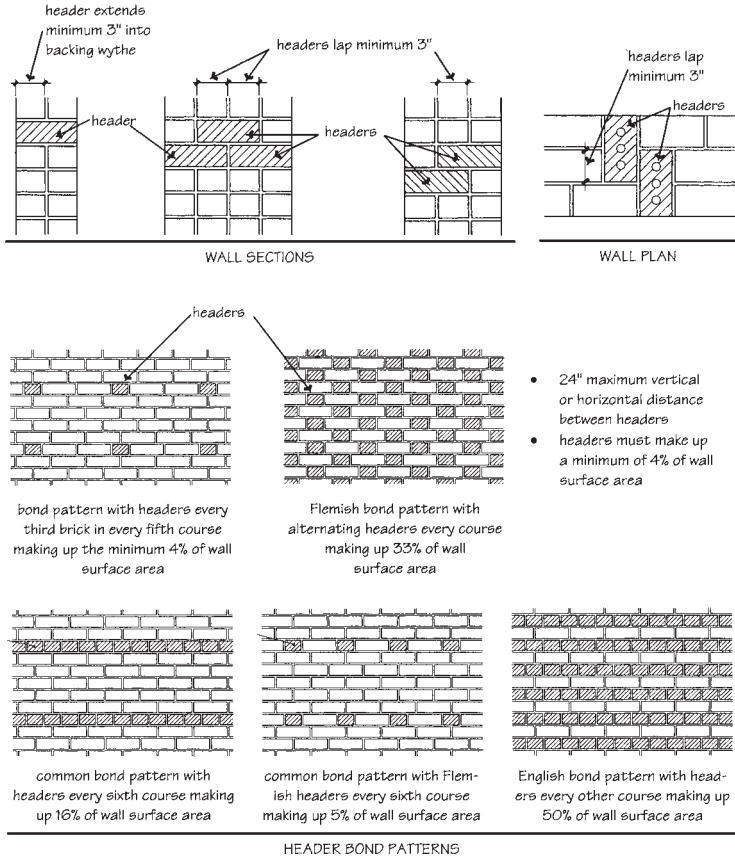 header extends
minimum 3" into
backing wythe
headers lap minimum 3"
headers lap
minimum 3"
header
headers
headers
WALL SECTIONS
WALL PLAN
headers
• 24" maximum vertical
or horizontal distance
between headers
• headers must make up
a minimum of 4% of wall
surface area
bond pattern with headers every
third brick in every fifth course
making up the minimum 4% of wall
surface area
Flemish bond pattern with
alternating headers every course
making up 33% of wall
surface area
common bond pattern with
headers every sixth course making
up 16% of wall surface area
common bond pattern with Flem-
ish headers every sixth course
making up 5% of wall surface area
English bond pattern with head-
ers every other course making up
50% of wall surface area
HEADER BOND PATTERNS